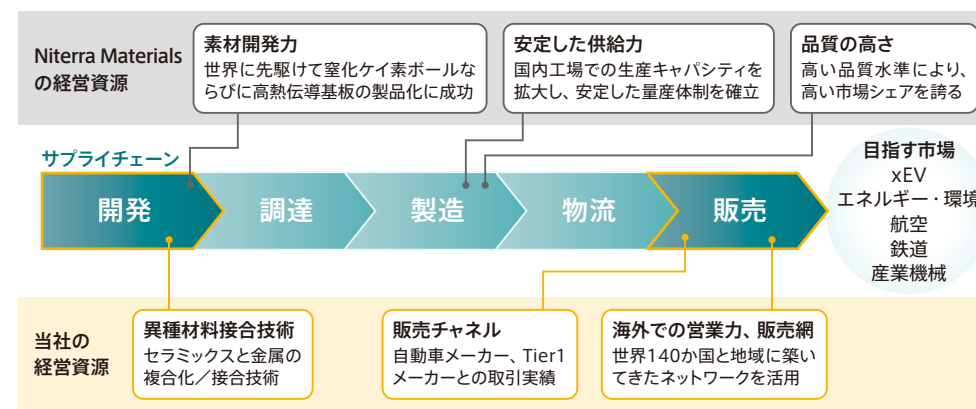 Niterra Materials
の経営資源
素材開発力
世界に先駆けて窒化ケイ素ボールな
らびに高熱伝導基板の製品化に成功
安定した供給力
国内工場での生産キャパシティを
拡大し、安定した量産体制を確立
品質の高さ
高い品質水準により、
高い市場シェアを誇る
サプライチェーン
開発
調達
製造
物流
販売
目指す市場
xEV
エネルギー・環境
航空
鉄道
産業機械
当社の
経営資源
異種材料接合技術
セラミックスと金属の
複合化／接合技術
販売チャネル
自動車メーカー、Tier1
メーカーとの取引実績
海外での営業力、販売網
世界140か国と地域に築い
てきたネットワークを活用